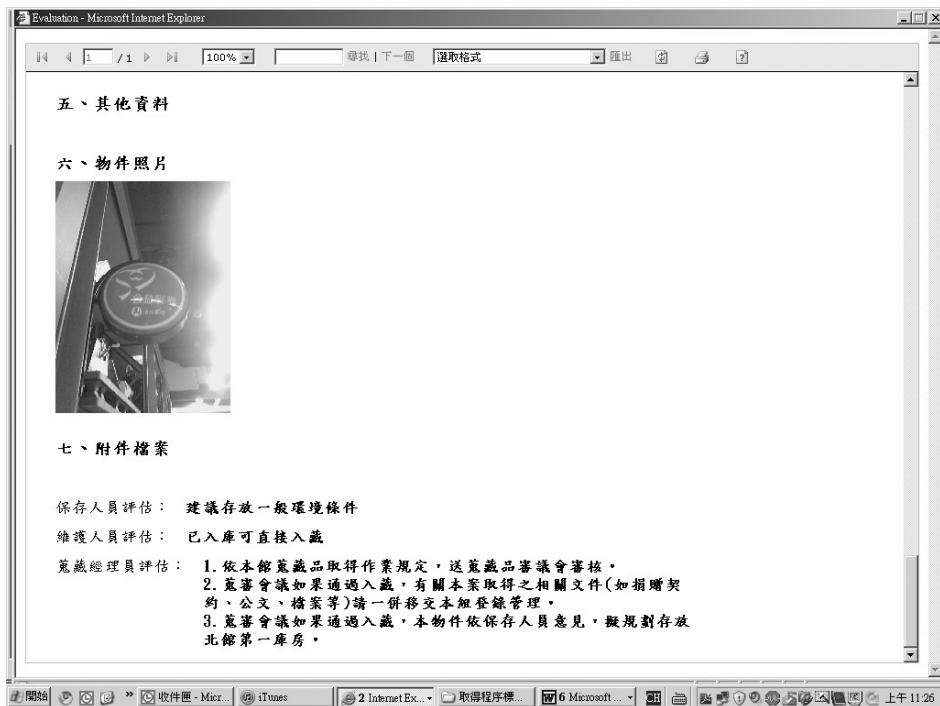 Evaluation - Microsoft Internet Explorer
1 / 1 100% 尋找 | 下一個 選取格式 匯出
五、其他資料
六、物件照片
七、附件檔案
保存人員評估： 建議存放一般環境條件
維護人員評估： 已入庫可直接入藏
蒐藏經理員評估： 1. 依本館蒐藏品取得作業規定，送蒐藏品審議會審核。
2. 蒐審會議如果通過入藏，有關本案取得之相關文件(如捐贈契
約、公文、檔案等)請一併移交本組登錄管理。
3. 蒐審會議如果通過入藏，本物件依保存人員意見，擬規劃存放
北館第一庫房。
開始 » 收件匣 - Micr... iTunes 2 Internet Ex... 取得程序標... 6 Microsoft ... CH 上午 11:26